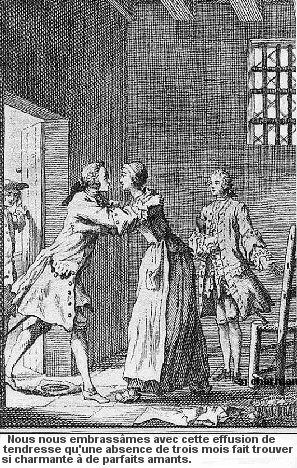 Nous nous embrassâmes avec cette effusion de
tendresse qu'une absence de trois mois fait trouver
si charmante à de parfaits amants.